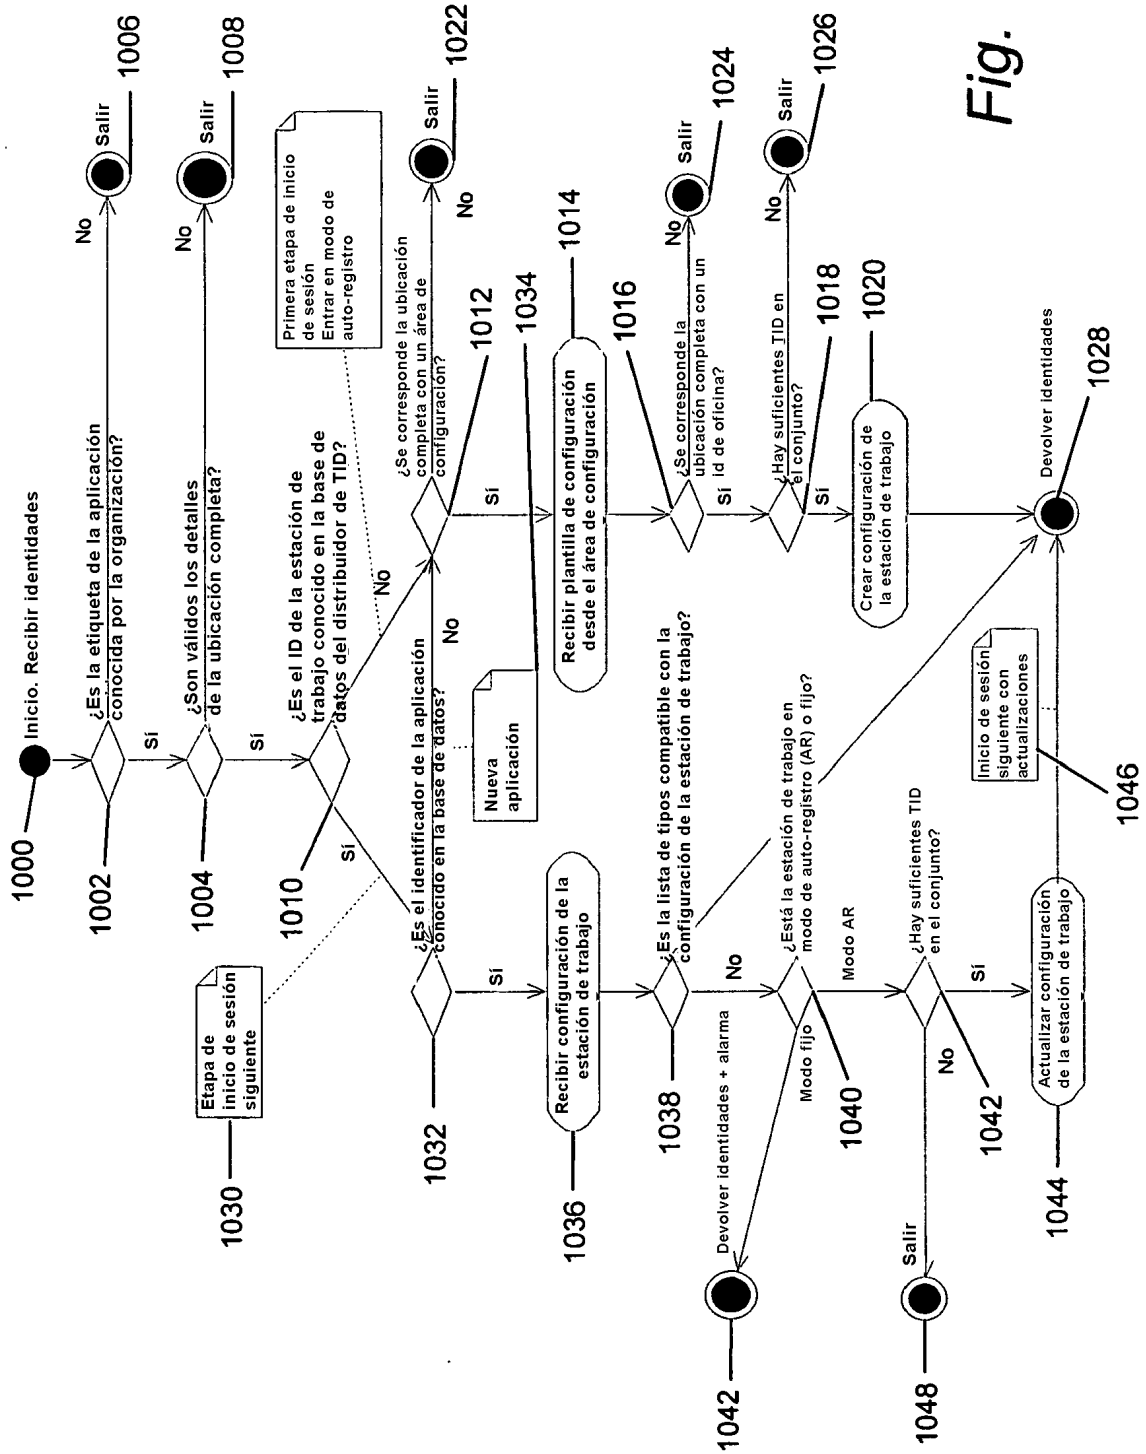 1000
Inicio. Recibir identidades
1002
¿Es la etiqueta de la aplicación
conocida por la organización?
No
Salir
1006
Sí
1004
¿Son válidos los detalles
de la ubicación completa?
No
Salir
1008
Sí
1010
¿Es el ID de la estación de
trabajo conocido en la base de
datos del distribuidor de TID?
Primera etapa de inicio
de sesión
Entrar en modo de
auto-registro
1030
Etapa de
inicio de sesión
siguiente
Sí
No
1032
¿Es el identificador de la aplicación
conocido en la base de datos?
No
¿Se corresponde la ubicación
completa con un área de
configuración?
No
Salir
1022
1012
Nueva
aplicación
1034
Sí
Sí
1036
Recibir configuración de la
estación de trabajo
Recibir plantilla de configuración
desde el área de configuración
1014
1038
¿Es la lista de tipos compatible con la
configuración de la estación de trabajo?
1016
¿Se corresponde la
ubicación completa con un
id de oficina?
No
Salir
1024
No
Sí
1042
Devolver identidades + alarma
Modo fijo
1040
¿Está la estación de trabajo en
modo de auto-registro (AR) o fijo?
Modo AR
¿Hay suficientes TID en
el conjunto?
No
Salir
1026
1018
Sí
1048
Salir
No
1042
¿Hay suficientes TID
en el conjunto?
Sí
Crear configuración de
la estación de trabajo
1020
1044
Actualizar configuración
de la estación de trabajo
Inicio de sesión
siguiente con
actualizaciones
1046
Devolver identidades
1028
Fig.